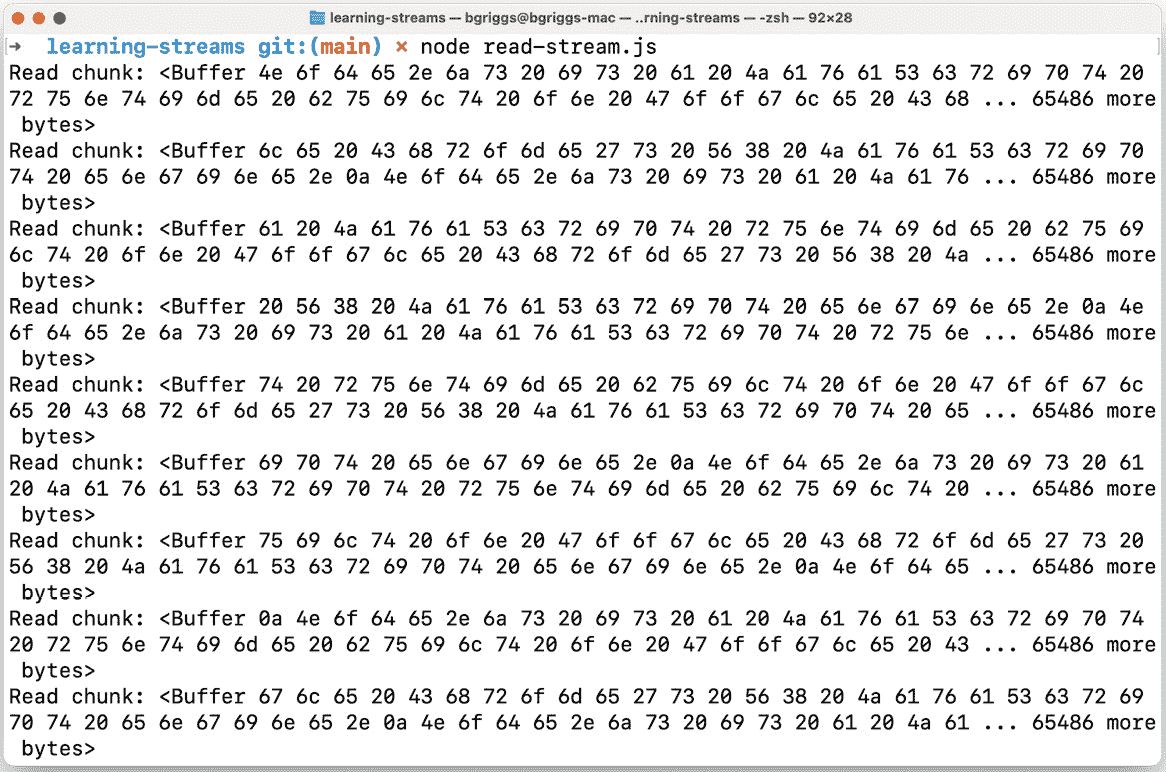 learning-streams — bgriggs@bgriggs-mac — ..rning-streams — -zsh — 92×28
[➜  learning-streams git:(main) ✗ node read-stream.js ]
Read chunk: <Buffer 4e 6f 64 65 2e 6a 73 20 69 73 20 61 20 4a 61 76 61 53 63 72 69 70 74 20
72 75 6e 74 69 6d 65 20 62 75 69 6c 74 20 6f 6e 20 47 6f 6f 67 6c 65 20 43 68 ... 65486 more
 bytes>
Read chunk: <Buffer 6c 65 20 43 68 72 6f 6d 65 27 73 20 56 38 20 4a 61 76 61 53 63 72 69 70
74 20 65 6e 67 69 6e 65 2e 0a 4e 6f 64 65 2e 6a 73 20 69 73 20 61 20 4a 61 76 ... 65486 more
 bytes>
Read chunk: <Buffer 61 20 4a 61 76 61 53 63 72 69 70 74 20 72 75 6e 74 69 6d 65 20 62 75 69
6c 74 20 6f 6e 20 47 6f 6f 67 6c 65 20 43 68 72 6f 6d 65 27 73 20 56 38 20 4a ... 65486 more
 bytes>
Read chunk: <Buffer 20 56 38 20 4a 61 76 61 53 63 72 69 70 74 20 65 6e 67 69 6e 65 2e 0a 4e
6f 64 65 2e 6a 73 20 69 73 20 61 20 4a 61 76 61 53 63 72 69 70 74 20 72 75 6e ... 65486 more
 bytes>
Read chunk: <Buffer 74 20 72 75 6e 74 69 6d 65 20 62 75 69 6c 74 20 6f 6e 20 47 6f 6f 67 6c
65 20 43 68 72 6f 6d 65 27 73 20 56 38 20 4a 61 76 61 53 63 72 69 70 74 20 65 ... 65486 more
 bytes>
Read chunk: <Buffer 69 70 74 20 65 6e 67 69 6e 65 2e 0a 4e 6f 64 65 2e 6a 73 20 69 73 20 61
20 4a 61 76 61 53 63 72 69 70 74 20 72 75 6e 74 69 6d 65 20 62 75 69 6c 74 20 ... 65486 more
 bytes>
Read chunk: <Buffer 75 69 6c 74 20 6f 6e 20 47 6f 6f 67 6c 65 20 43 68 72 6f 6d 65 27 73 20
56 38 20 4a 61 76 61 53 63 72 69 70 74 20 65 6e 67 69 6e 65 2e 0a 4e 6f 64 65 ... 65486 more
 bytes>
Read chunk: <Buffer 0a 4e 6f 64 65 2e 6a 73 20 69 73 20 61 20 4a 61 76 61 53 63 72 69 70 74
20 72 75 6e 74 69 6d 65 20 62 75 69 6c 74 20 6f 6e 20 47 6f 6f 67 6c 65 20 43 ... 65486 more
 bytes>
Read chunk: <Buffer 67 6c 65 20 43 68 72 6f 6d 65 27 73 20 56 38 20 4a 61 76 61 53 63 72 69
70 74 20 65 6e 67 69 6e 65 2e 0a 4e 6f 64 65 2e 6a 73 20 69 73 20 61 20 4a 61 ... 65486 more
 bytes>